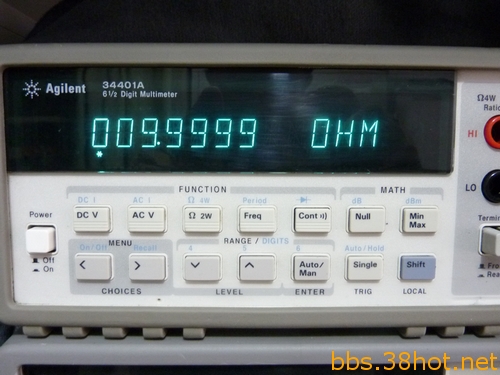 Agilent 34401A
6½ Digit Multimeter
009.9999 OHM
*
Ω4W
Ratio
HI
LO
FUNCTION
MATH
DC I
AC I
Ω 4W
Period
dB
dBm
Power
DC V
AC V
Ω 2W
Freq
Cont
Null
Min
Max
Off
On
On/Off
MENU
Recall
RANGE / DIGITS
4
5
6
Auto/Hold
<
>
Auto/
Man
Single
Shift
CHOICES
LEVEL
ENTER
TRIG
LOCAL
bbs.38hot.net